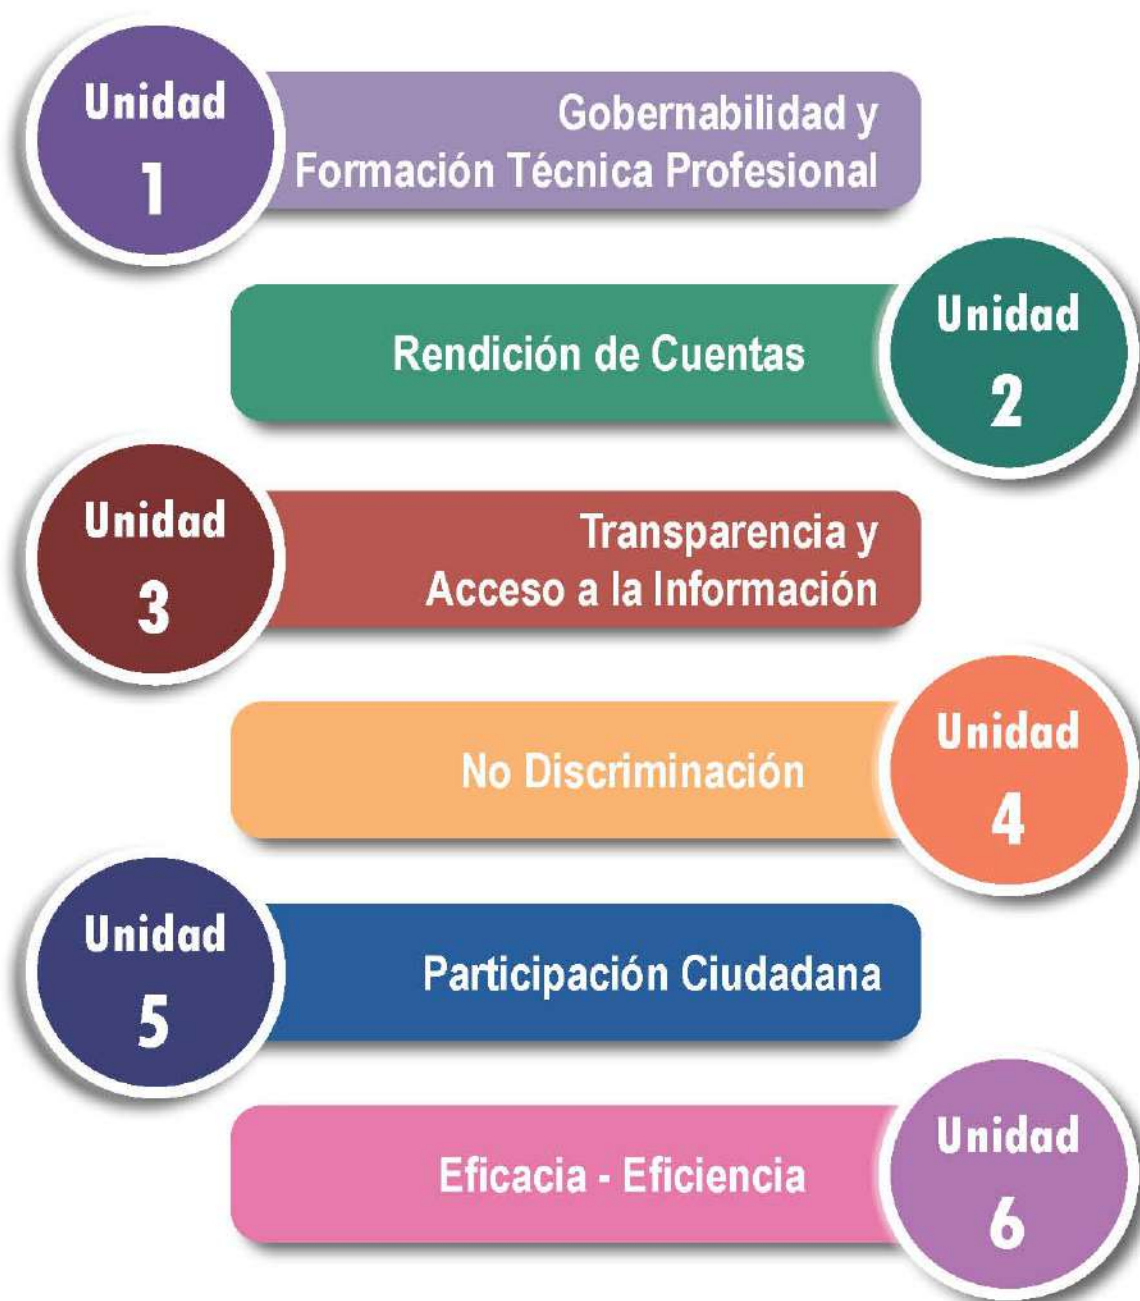 Unidad
1
Gobernabilidad y
Formación Técnica Profesional
Rendición de Cuentas
Unidad
2
Unidad
3
Transparencia y
Acceso a la Información
No Discriminación
Unidad
4
Unidad
5
Participación Ciudadana
Eficacia - Eficiencia
Unidad
6